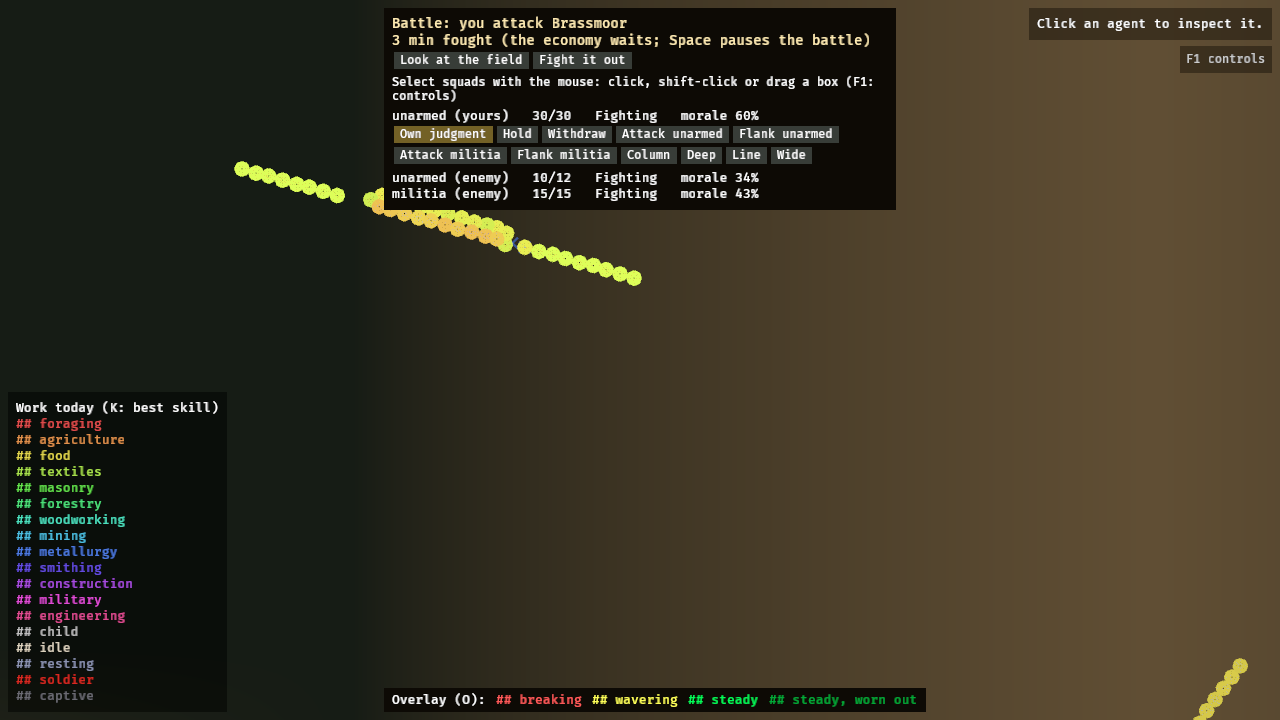 Battle: you attack Brassmoor
3 min fought (the economy waits; Space pauses the battle)
Look at the field Fight it out
Select squads with the mouse: click, shift-click or drag a box (F1:
controls)
unarmed (yours) 30/30 Fighting morale 60%
Own judgment Hold Withdraw Attack unarmed Flank unarmed
Attack militia Flank militia Column Deep Line Wide
unarmed (enemy) 10/12 Fighting morale 34%
militia (enemy) 15/15 Fighting morale 43%
Click an agent to inspect it.
F1 controls
Work today (K: best skill)
## foraging
## agriculture
## food
## textiles
## masonry
## forestry
## woodworking
## mining
## metallurgy
## smithing
## construction
## military
## engineering
## child
## idle
## resting
## soldier
## captive
Overlay (O): ## breaking ## wavering ## steady ## steady, worn out